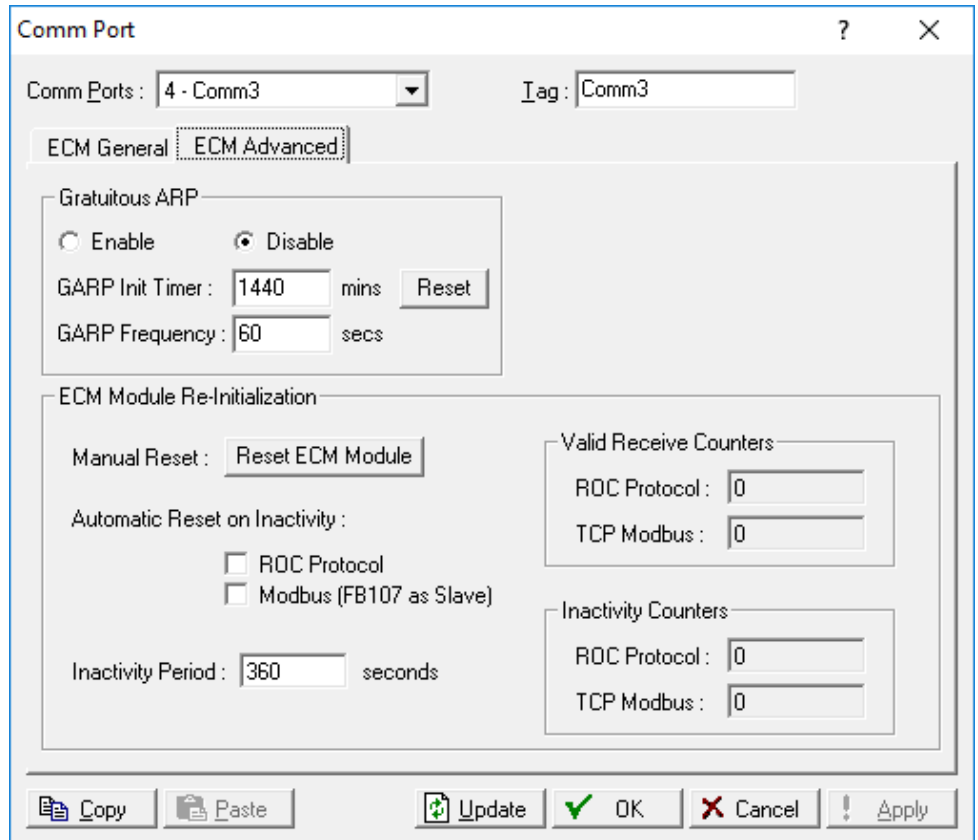 Comm Port ?
Comm Ports : 4 - Comm3 Tag : Comm3
ECM General ECM Advanced
Gratuitous ARP
Enable Disable
GARP Init Timer : 1440 mins Reset
GARP Frequency : 60 secs
ECM Module Re-Initialization
Manual Reset : Reset ECM Module
Automatic Reset on Inactivity :
ROC Protocol
Modbus (FB107 as Slave)
Inactivity Period : 360 seconds
Valid Receive Counters
ROC Protocol : 0
TCP Modbus : 0
Inactivity Counters
ROC Protocol : 0
TCP Modbus : 0
Copy Paste Update OK Cancel ! Apply